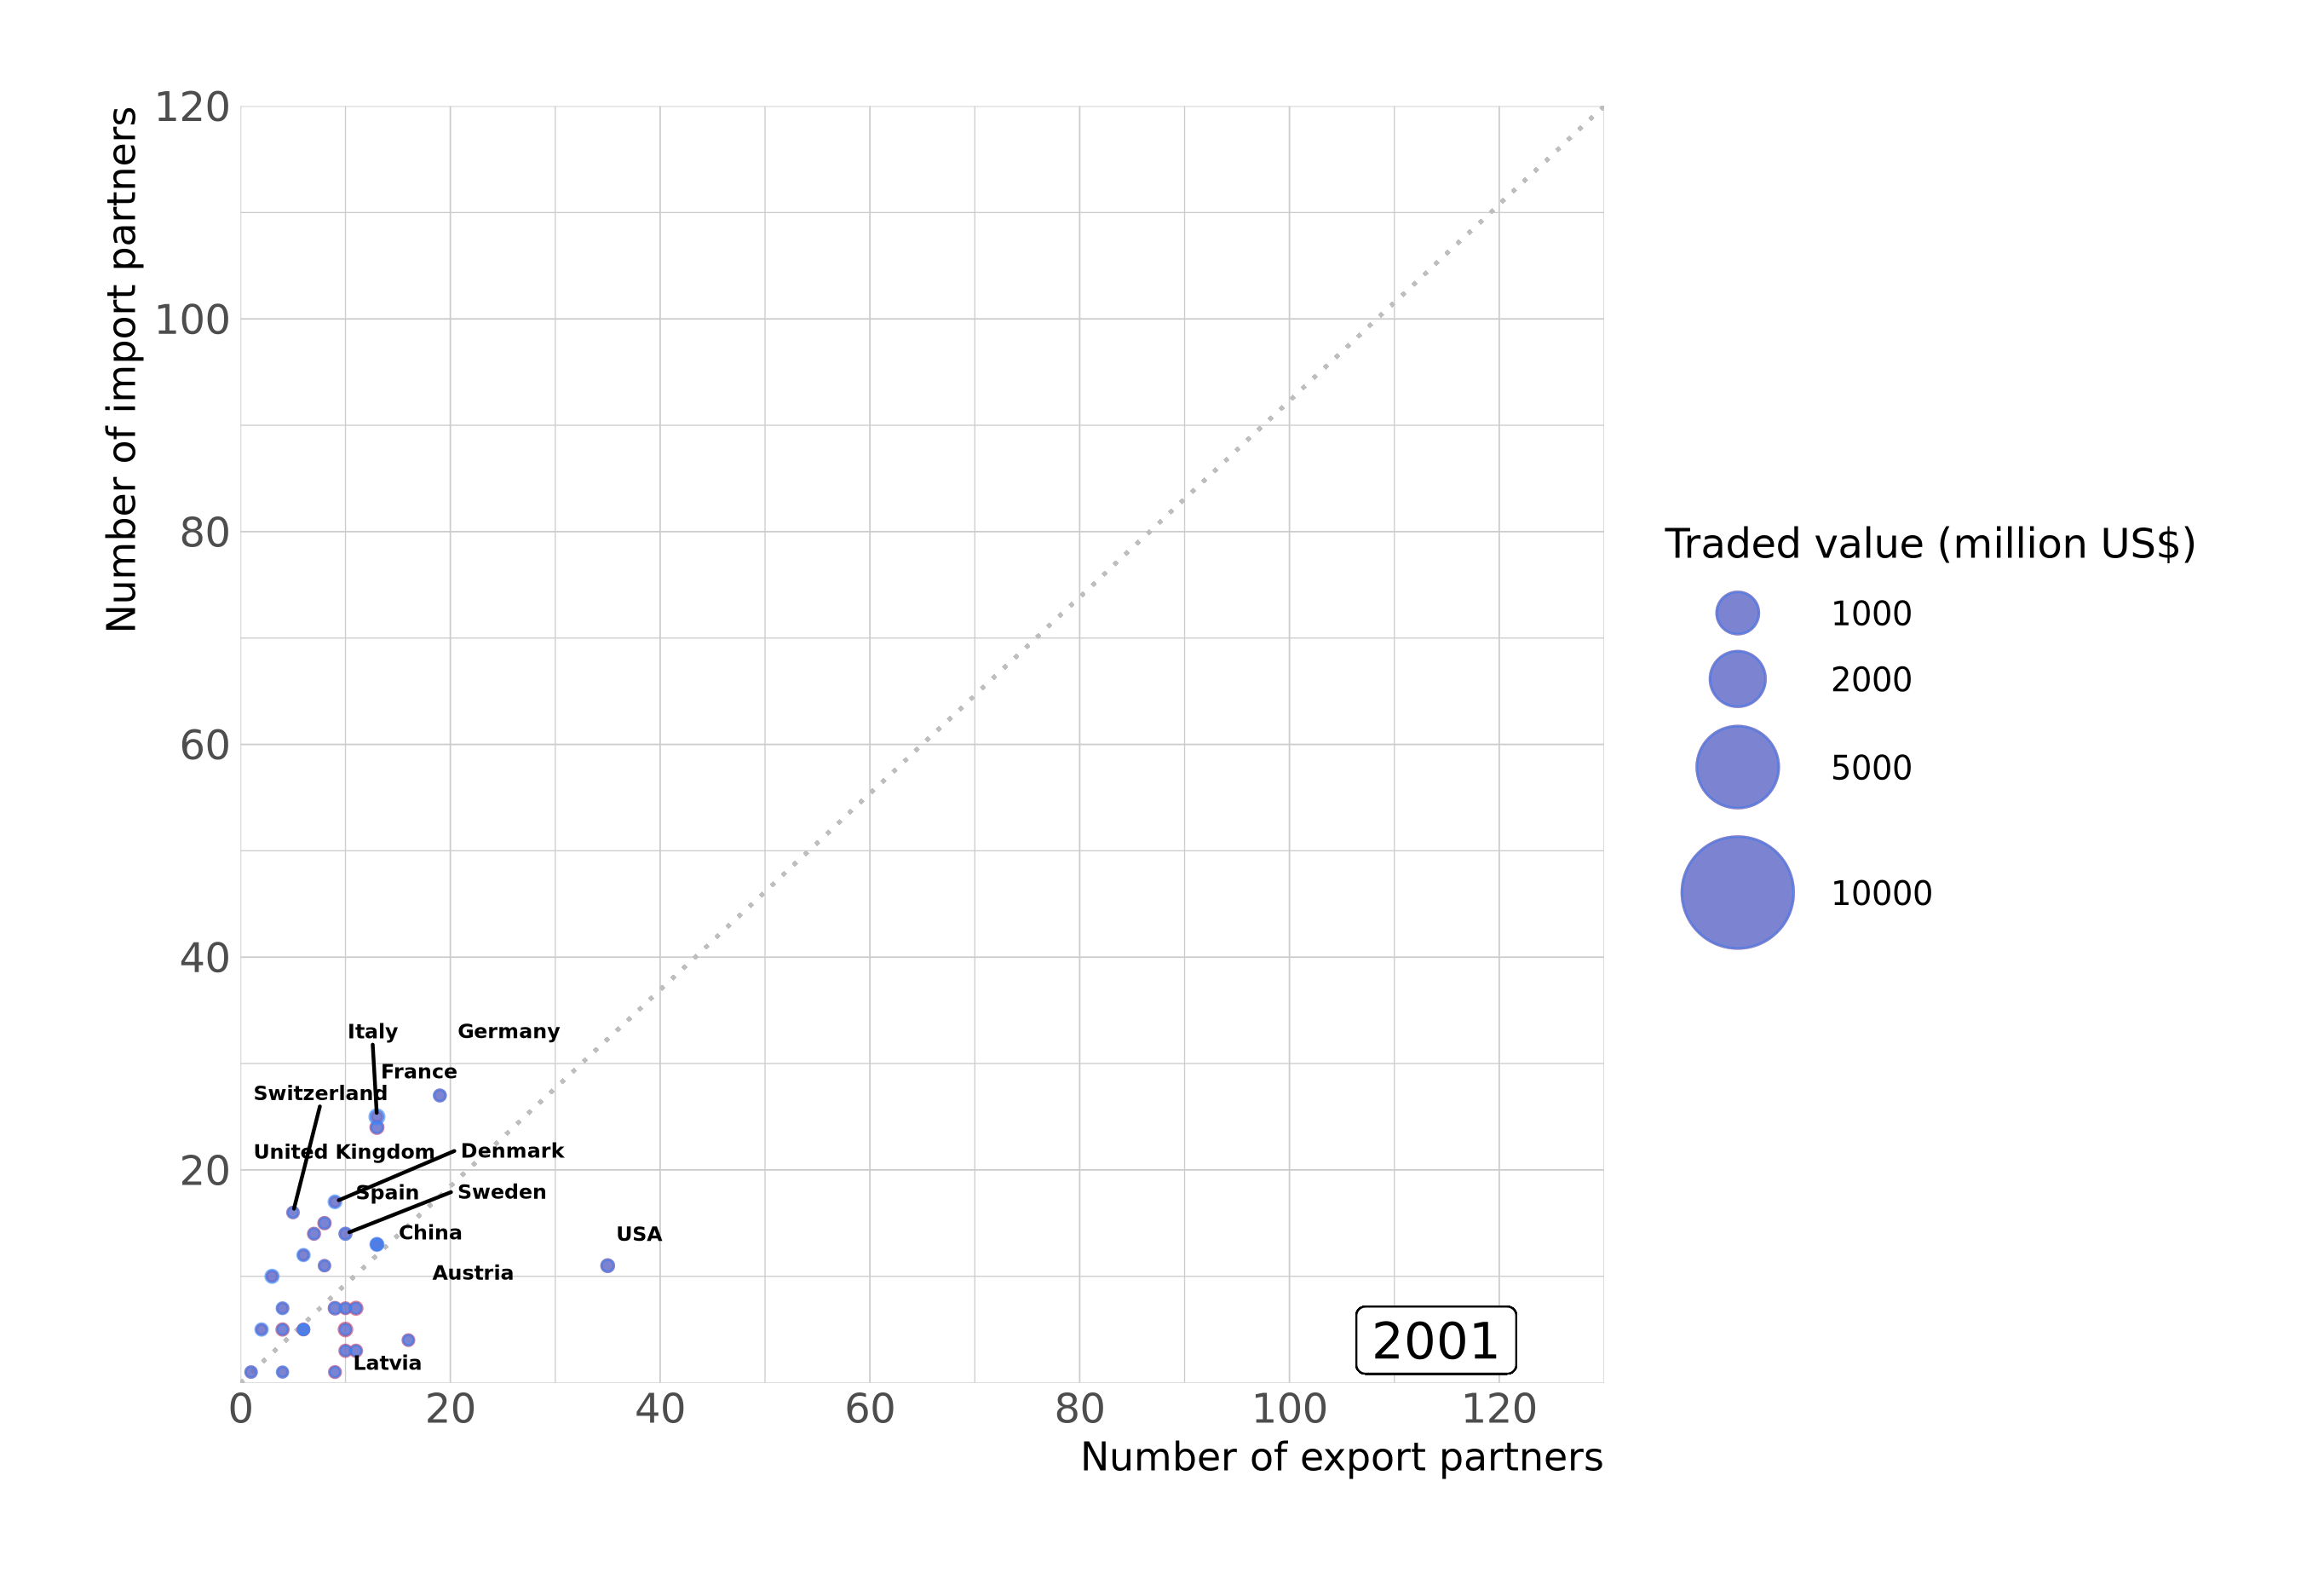 120
100
80
60
40
20
Number of import partners
Italy
Germany
France
Switzerland
United Kingdom
Denmark
Spain
Sweden
China
USA
Austria
Latvia
2001
0
20
40
60
80
100
120
Number of export partners
Traded value (million US$)
1000
2000
5000
10000